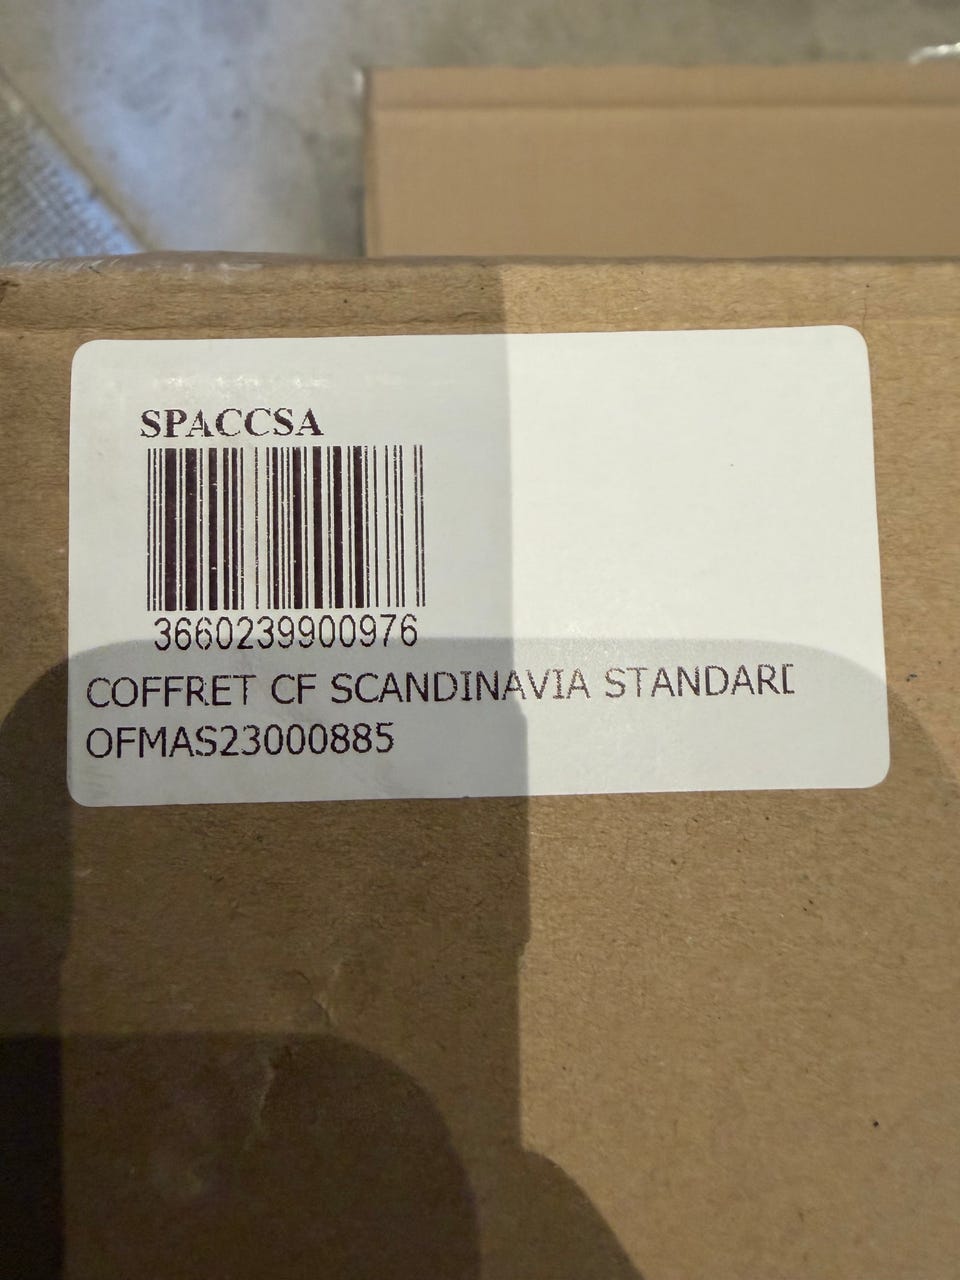 SPACCSA
3660239900976
COFFRET CF SCANDINAVIA STANDARD
OFMAS23000885